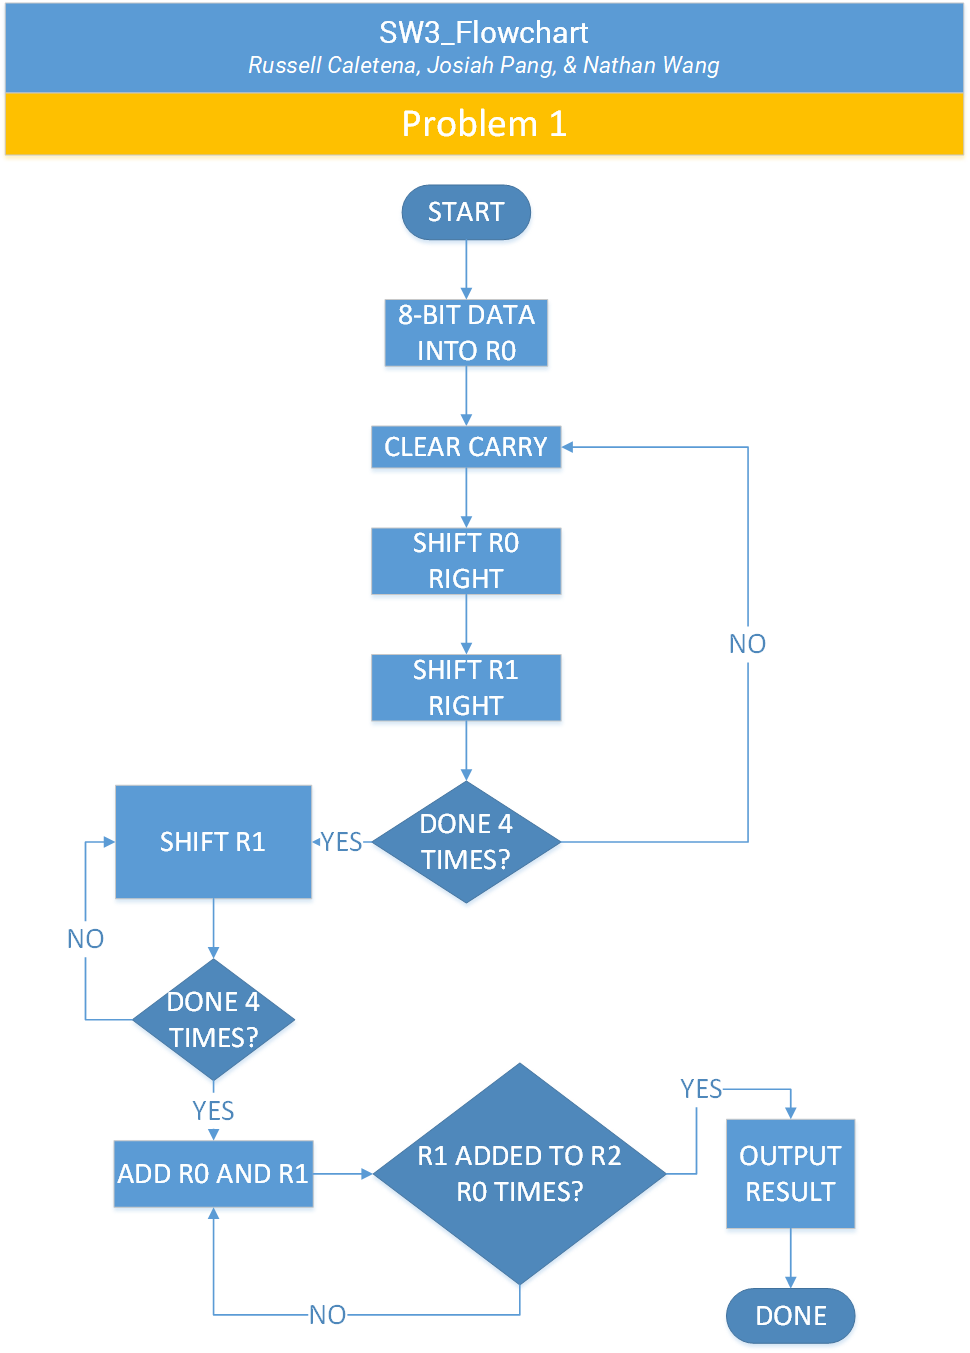 SW3_Flowchart
Russell Caletena, Josiah Pang, & Nathan Wang
Problem 1
START
8-BIT DATA
INTO R0
CLEAR CARRY
SHIFT R0
RIGHT
NO
SHIFT R1
RIGHT
DONE 4
TIMES?
YES
SHIFT R1
NO
DONE 4
TIMES?
YES
ADD R0 AND R1
R1 ADDED TO R2
R0 TIMES?
NO
YES
OUTPUT
RESULT
DONE